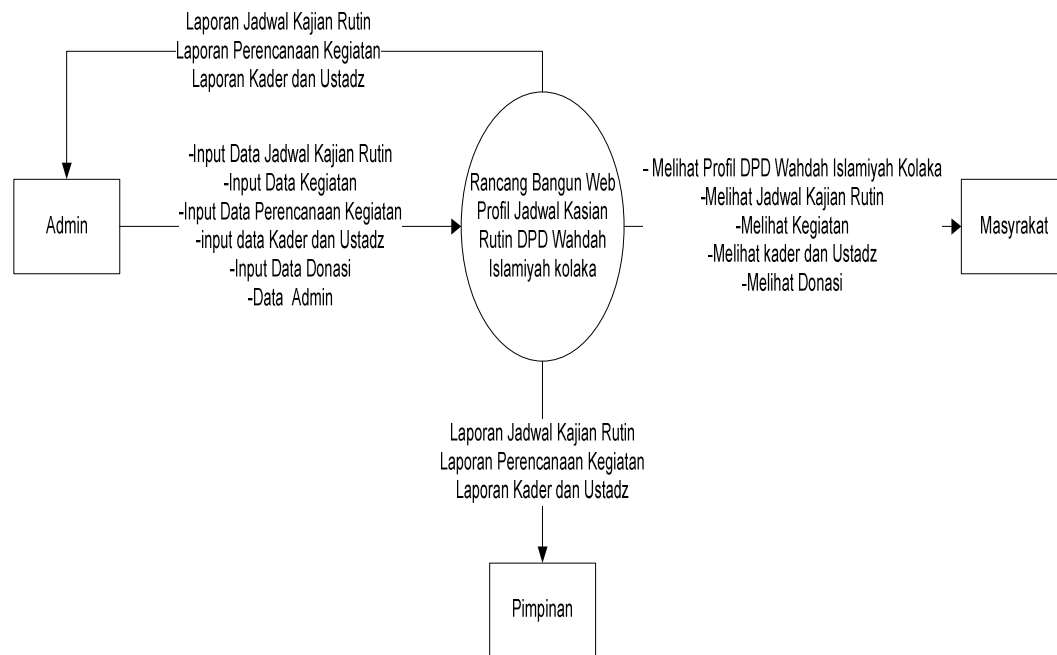 Laporan Jadwal Kajian Rutin
Laporan Perencanaan Kegiatan
Laporan Kader dan Ustadz
Admin
-Input Data Jadwal Kajian Rutin
-Input Data Kegiatan
-Input Data Perencanaan Kegiatan
-input data Kader dan Ustadz
-Input Data Donasi
-Data Admin
Rancang Bangun Web
Profil Jadwal Kasian
Rutin DPD Wahdah
Islamiyah kolaka
- Melihat Profil DPD Wahdah Islamiyah Kolaka
-Melihat Jadwal Kajian Rutin
-Melihat Kegiatan
-Melihat kader dan Ustadz
-Melihat Donasi
Masyrakat
Laporan Jadwal Kajian Rutin
Laporan Perencanaan Kegiatan
Laporan Kader dan Ustadz
Pimpinan